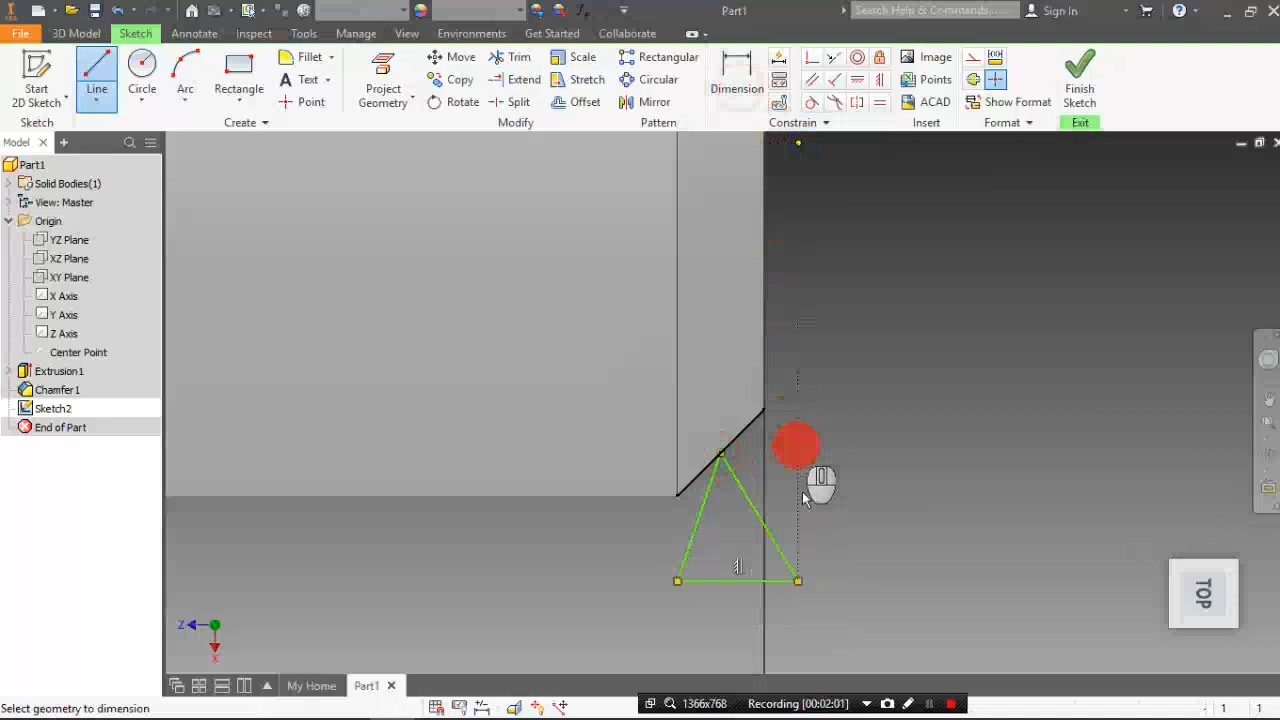 Part1
Search Help & Commands...
Sign In
File
3D Model
Sketch
Annotate
Inspect
Tools
Manage
View
Environments
Get Started
Collaborate
Start
2D Sketch
Line
Circle
Arc
Rectangle
Fillet
Text
Point
Project
Geometry
Move
Copy
Rotate
Trim
Extend
Split
Scale
Stretch
Offset
Rectangular
Circular
Mirror
Dimension
Image
Points
ACAD
Show Format
Finish
Sketch
Sketch
Create
Modify
Pattern
Constrain
Insert
Format
Exit
Model
Part1
Solid Bodies(1)
View: Master
Origin
YZ Plane
XZ Plane
XY Plane
X Axis
Y Axis
Z Axis
Center Point
Extrusion1
Chamfer1
Sketch2
End of Part
TOP
Z
X
My Home
Part1
Select geometry to dimension
1366x768
Recording [00:02:01]
1
1